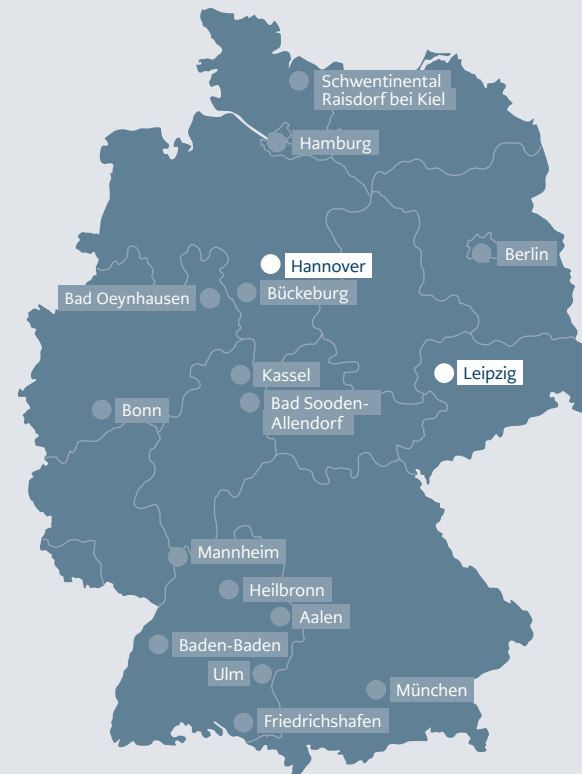 Schwentinental
Raisdorf bei Kiel
Hamburg
Berlin
Hannover
Bad Oeynhausen
Bückeburg
Kassel
Leipzig
Bonn
Bad Sooden-
Allendorf
Mannheim
Heilbronn
Aalen
Baden-Baden
Ulm
München
Friedrichshafen